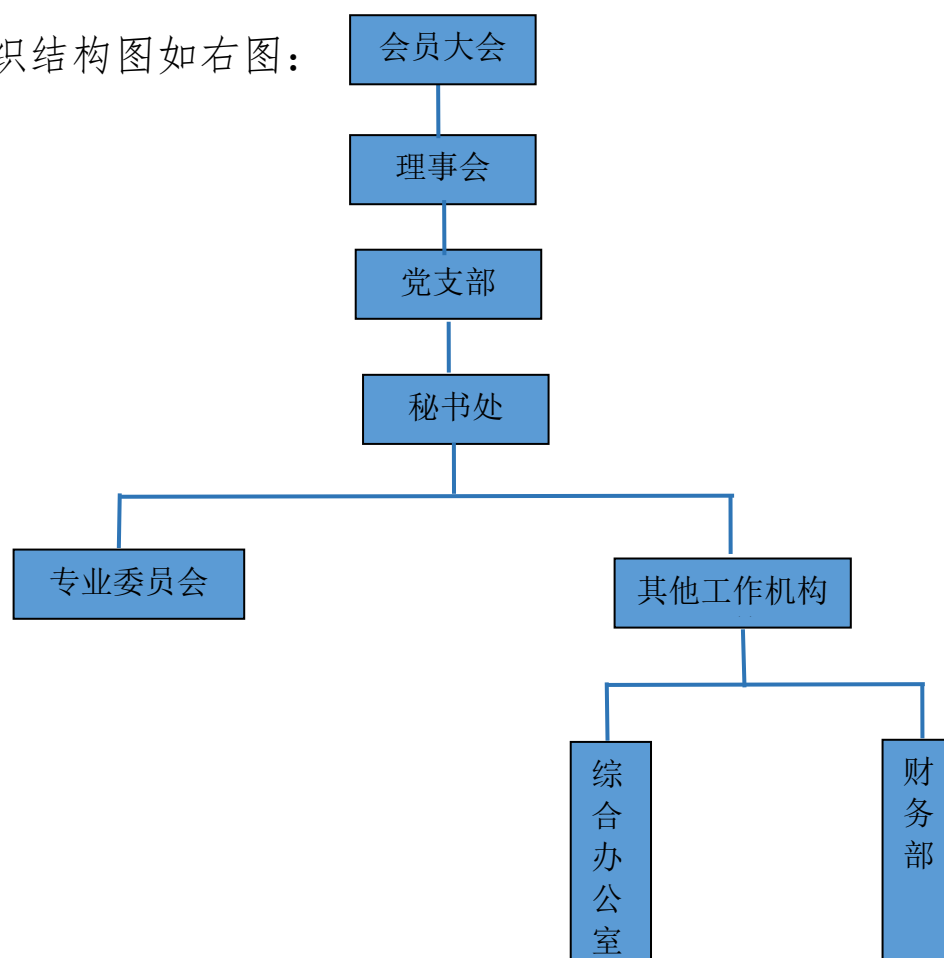 织结构图如右图：
会员大会
理事会
党支部
秘书处
专业委员会
其他工作机构
综合办公室
财务部